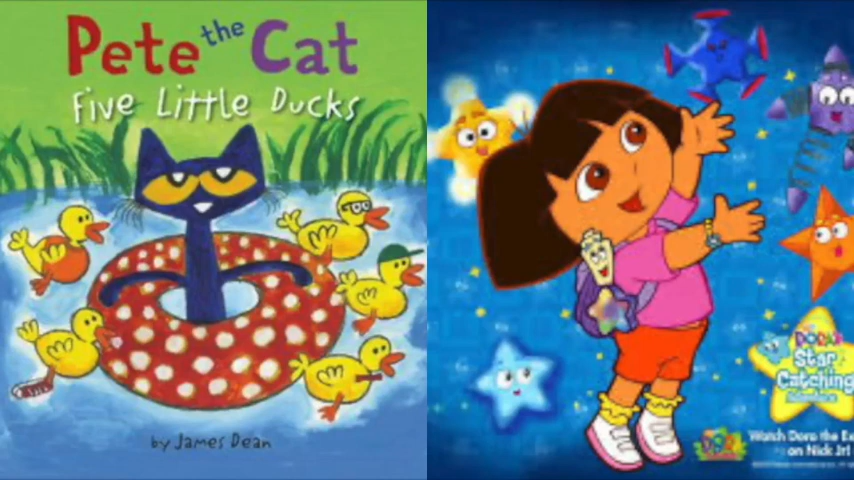 Pete the Cat
Five Little Ducks
by James Dean
DORA's
Star
Catching
Watch Dora the Ex
on Nick Jr!